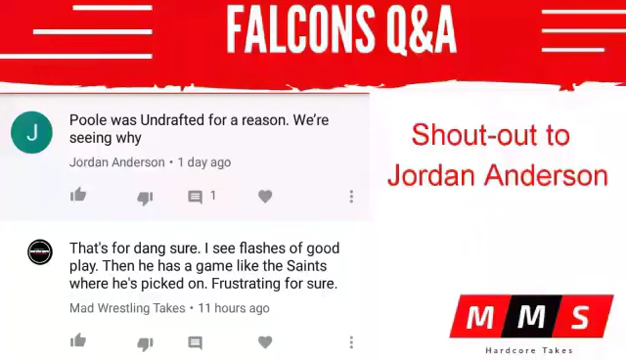 FALCONS Q&A
J
Poole was Undrafted for a reason. We're
seeing why
Jordan Anderson • 1 day ago
1
That's for dang sure. I see flashes of good
play. Then he has a game like the Saints
where he's picked on. Frustrating for sure.
Mad Wrestling Takes • 11 hours ago
Shout-out to
Jordan Anderson
M M S
Hardcore Takes